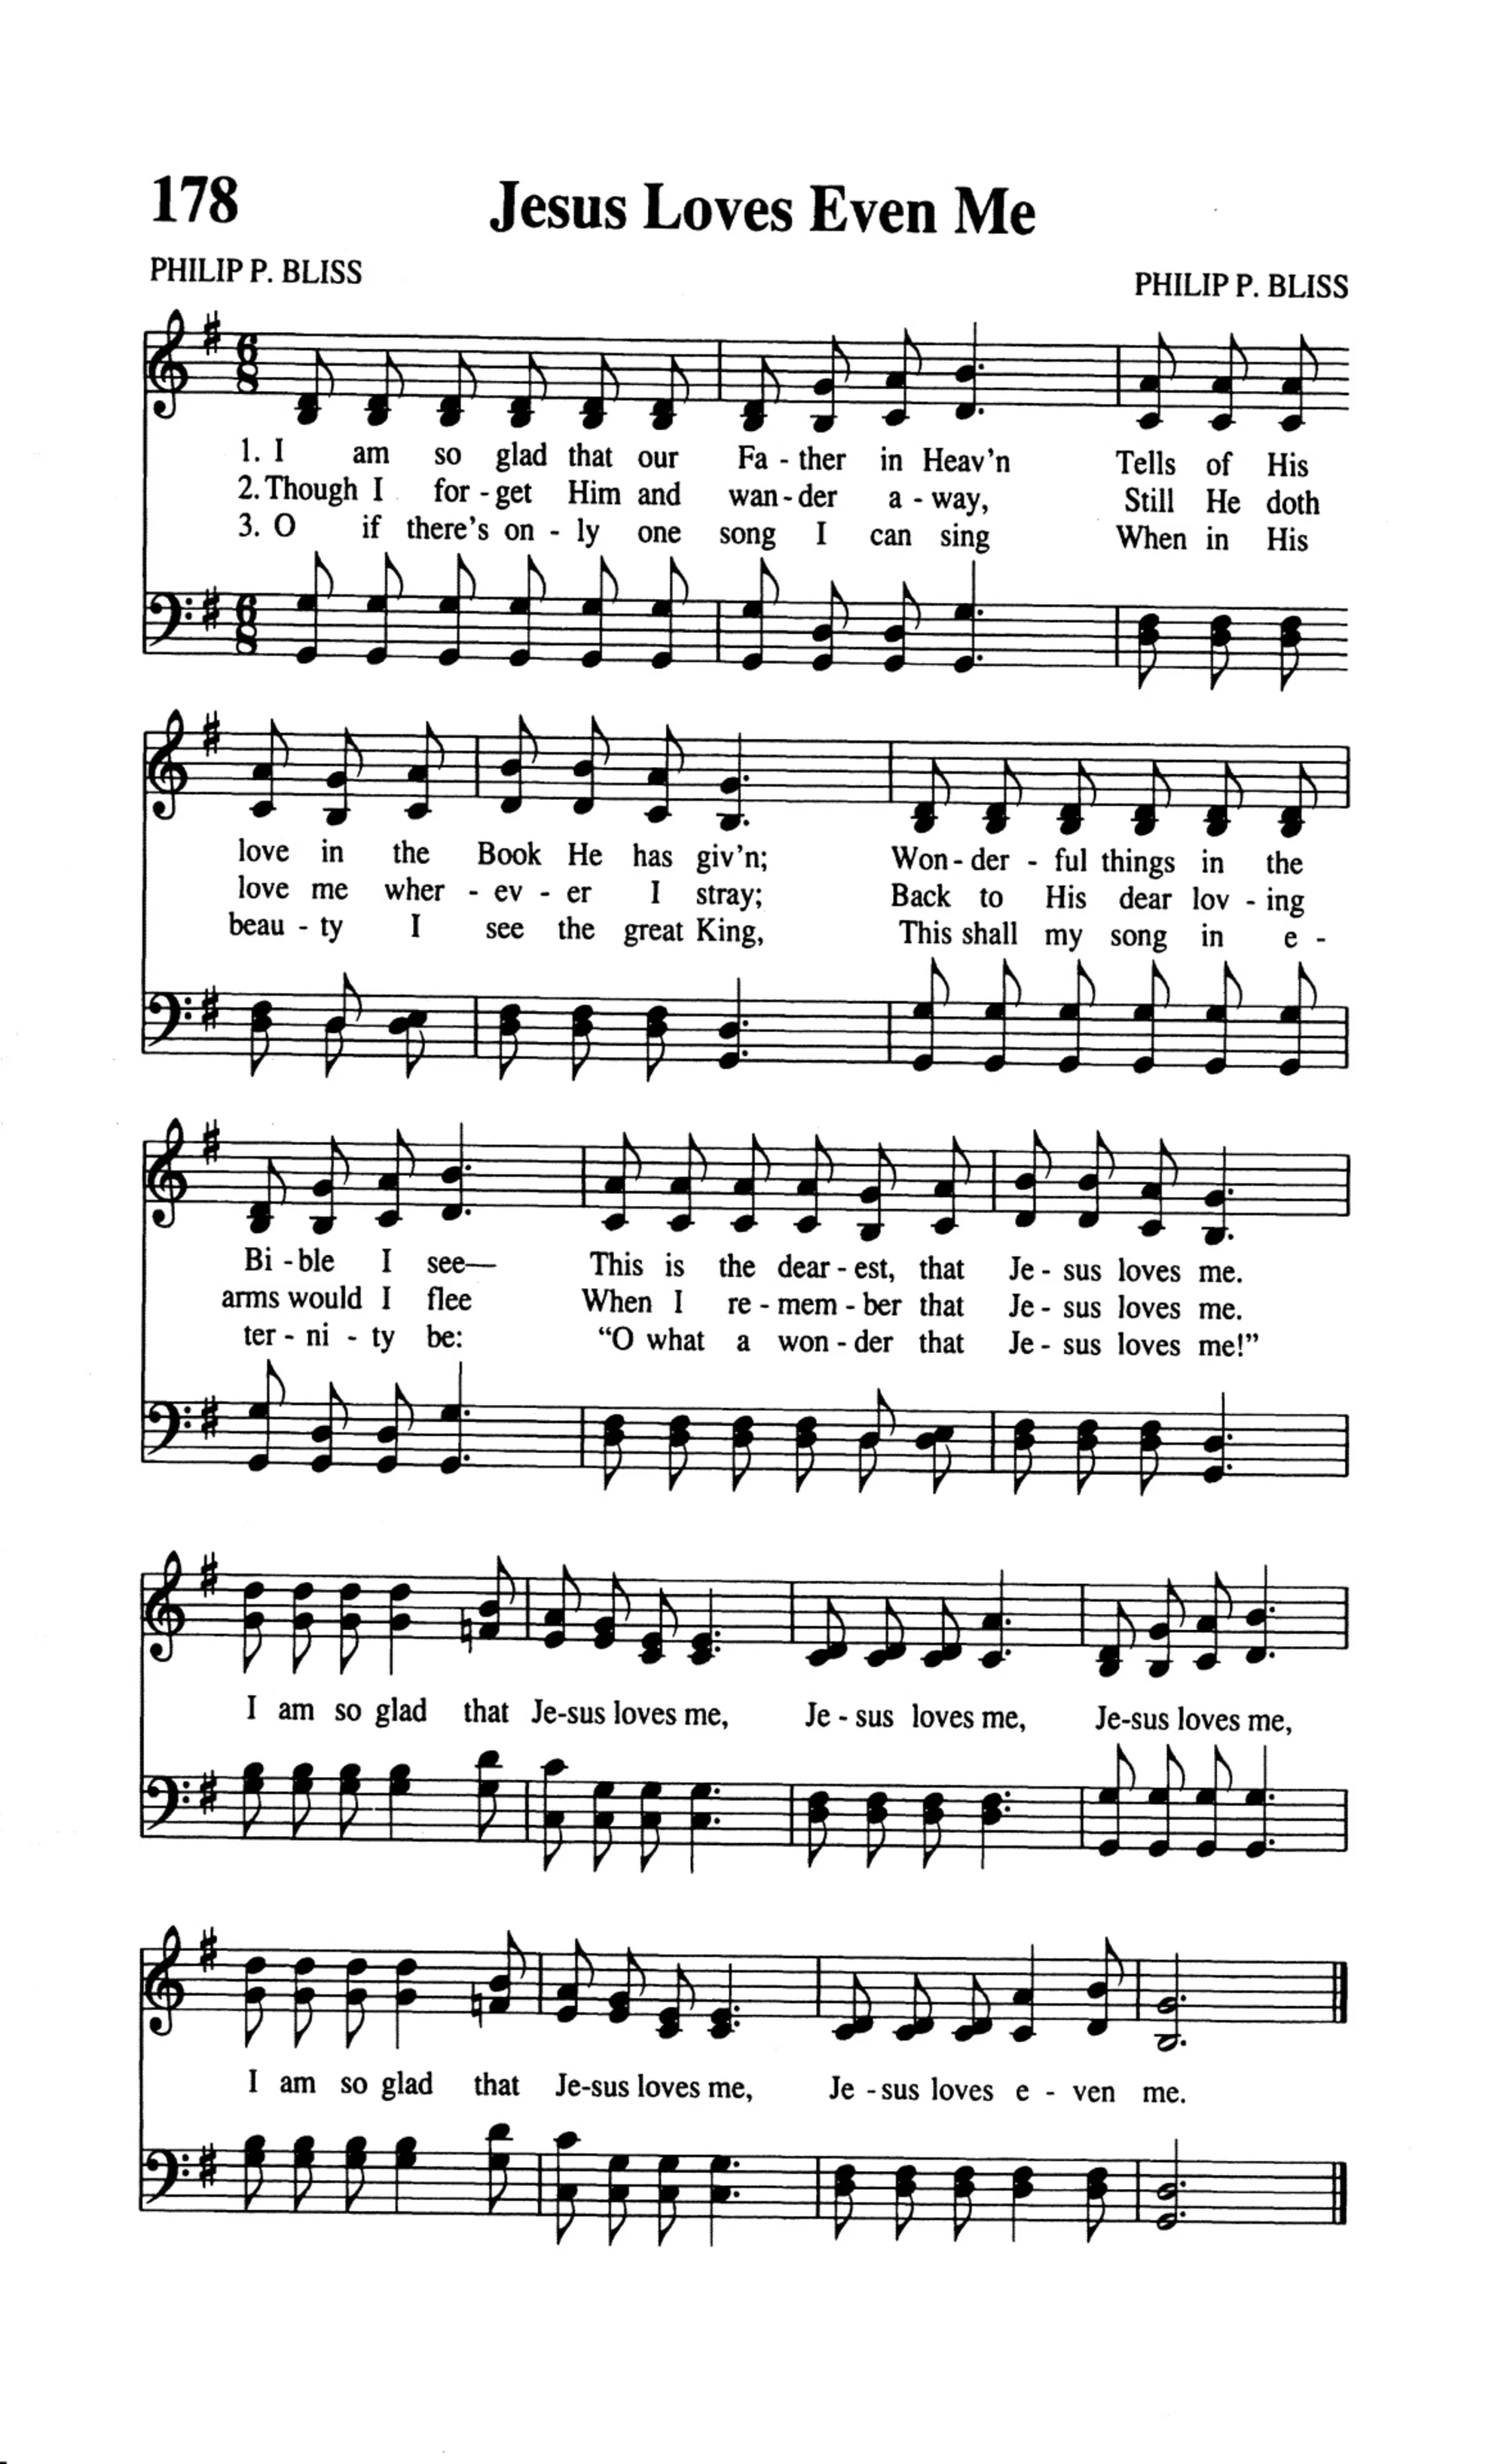 178 Jesus Loves Even Me
PHILIP P. BLISS PHILIP P. BLISS
1. I am so glad that our Fa - ther in Heav'n Tells of His
2. Though I for - get Him and wan - der a - way, Still He doth
3. O if there's on - ly one song I can sing When in His
love in the Book He has giv'n; Won - der - ful things in the
love me wher - ev - er I stray; Back to His dear lov - ing
beau - ty I see the great King, This shall my song in e -
Bi - ble I see— This is the dear - est, that Je - sus loves me.
arms would I flee When I re - mem - ber that Je - sus loves me.
ter - ni - ty be: “O what a won - der that Je - sus loves me!”
I am so glad that Je-sus loves me, Je - sus loves me, Je-sus loves me,
I am so glad that Je-sus loves me, Je - sus loves e - ven me.